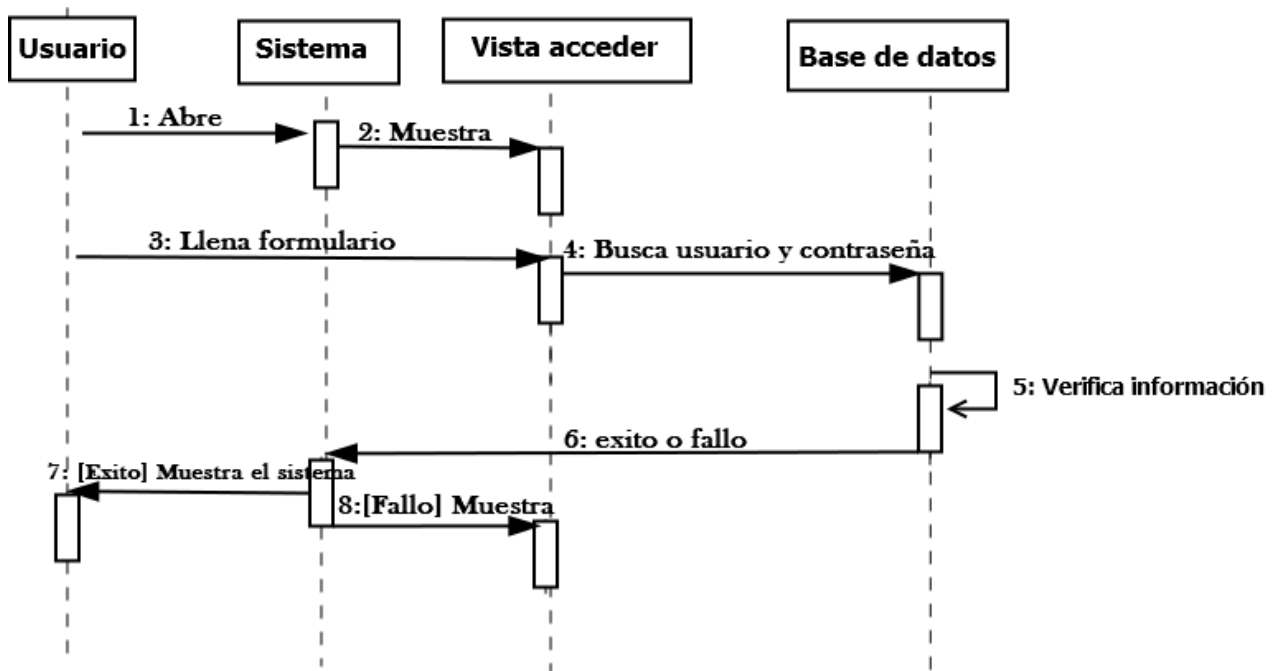 Usuario
Sistema
Vista acceder
Base de datos
1: Abre
2: Muestra
3: Llena formulario
4: Busca usuario y contraseña
5: Verifica información
6: exito o fallo
7: [Exito] Muestra el sistema
8:[Fallo] Muestra